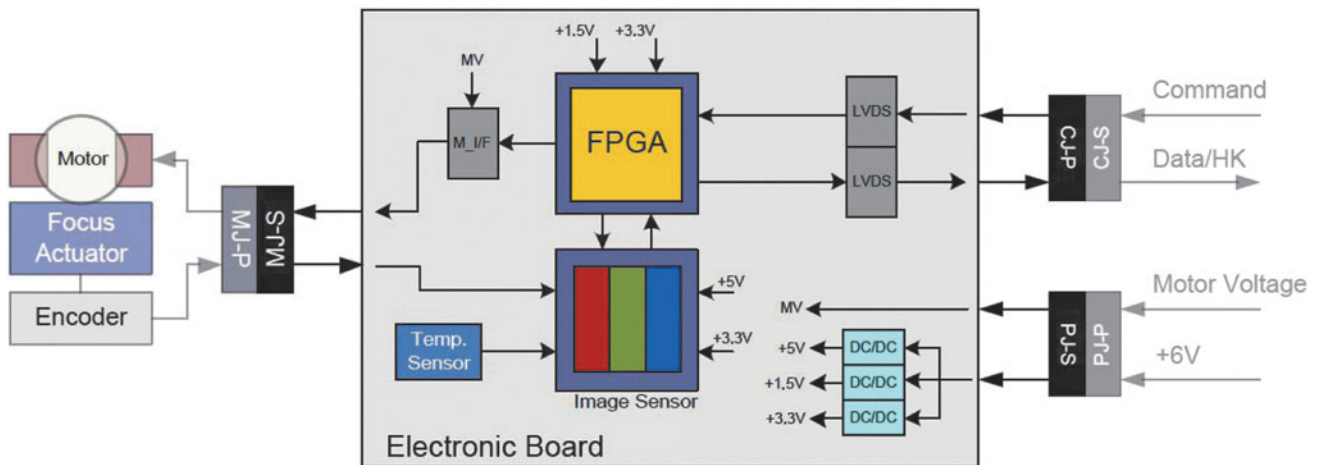 +1.5V
+3.3V
MV
M_I/F
FPGA
LVDS
LVDS
CJ-P
CJ-S
Command
Data/HK
Motor
Focus
Actuator
Encoder
MJ-P
MJ-S
Temp.
Sensor
+5V
+3.3V
Image Sensor
MV
+5V
+1.5V
+3.3V
DC/DC
DC/DC
DC/DC
PJ-S
PJ-P
Motor Voltage
+6V
Electronic Board